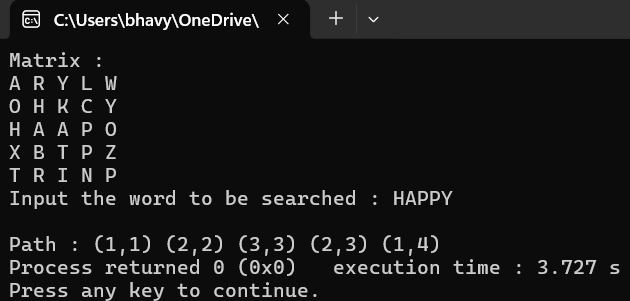 C:\Users\bhavy\OneDrive\
Matrix :
A R Y L W
O H K C Y
H A A P O
X B T P Z
T R I N P
Input the word to be searched : HAPPY
Path : (1,1) (2,2) (3,3) (2,3) (1,4)
Process returned 0 (0x0)   execution time : 3.727 s
Press any key to continue.